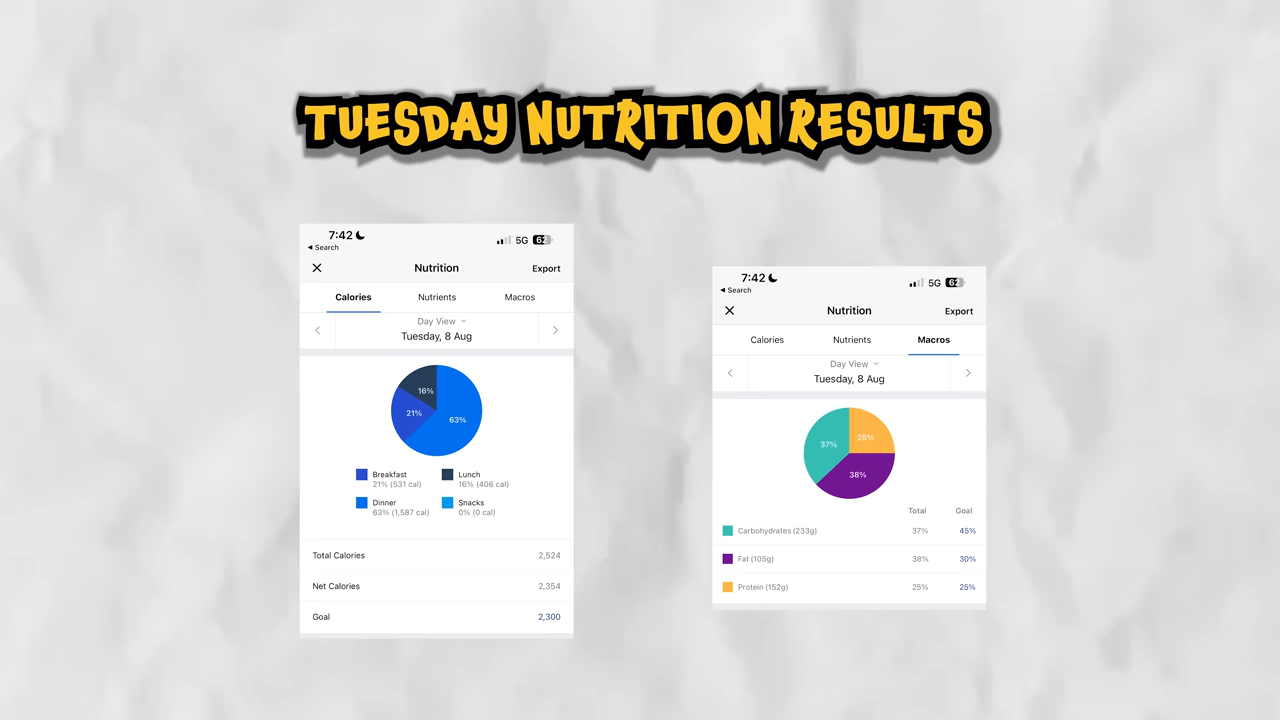 TUESDAY NUTRITION RESULTS
7:42
5G 62
◀ Search
Nutrition Export
Calories Nutrients Macros
Day View
Tuesday, 8 Aug
16%
21% 63%
Breakfast Lunch
21% (531 cal) 16% (406 cal)
Dinner Snacks
63% (1,587 cal) 0% (0 cal)
Total Calories 2,524
Net Calories 2,354
Goal 2,300
7:42
5G 62
◀ Search
Nutrition Export
Calories Nutrients Macros
Day View
Tuesday, 8 Aug
37% 25%
38%
Total Goal
Carbohydrates (233g) 37% 45%
Fat (105g) 38% 30%
Protein (152g) 25% 25%